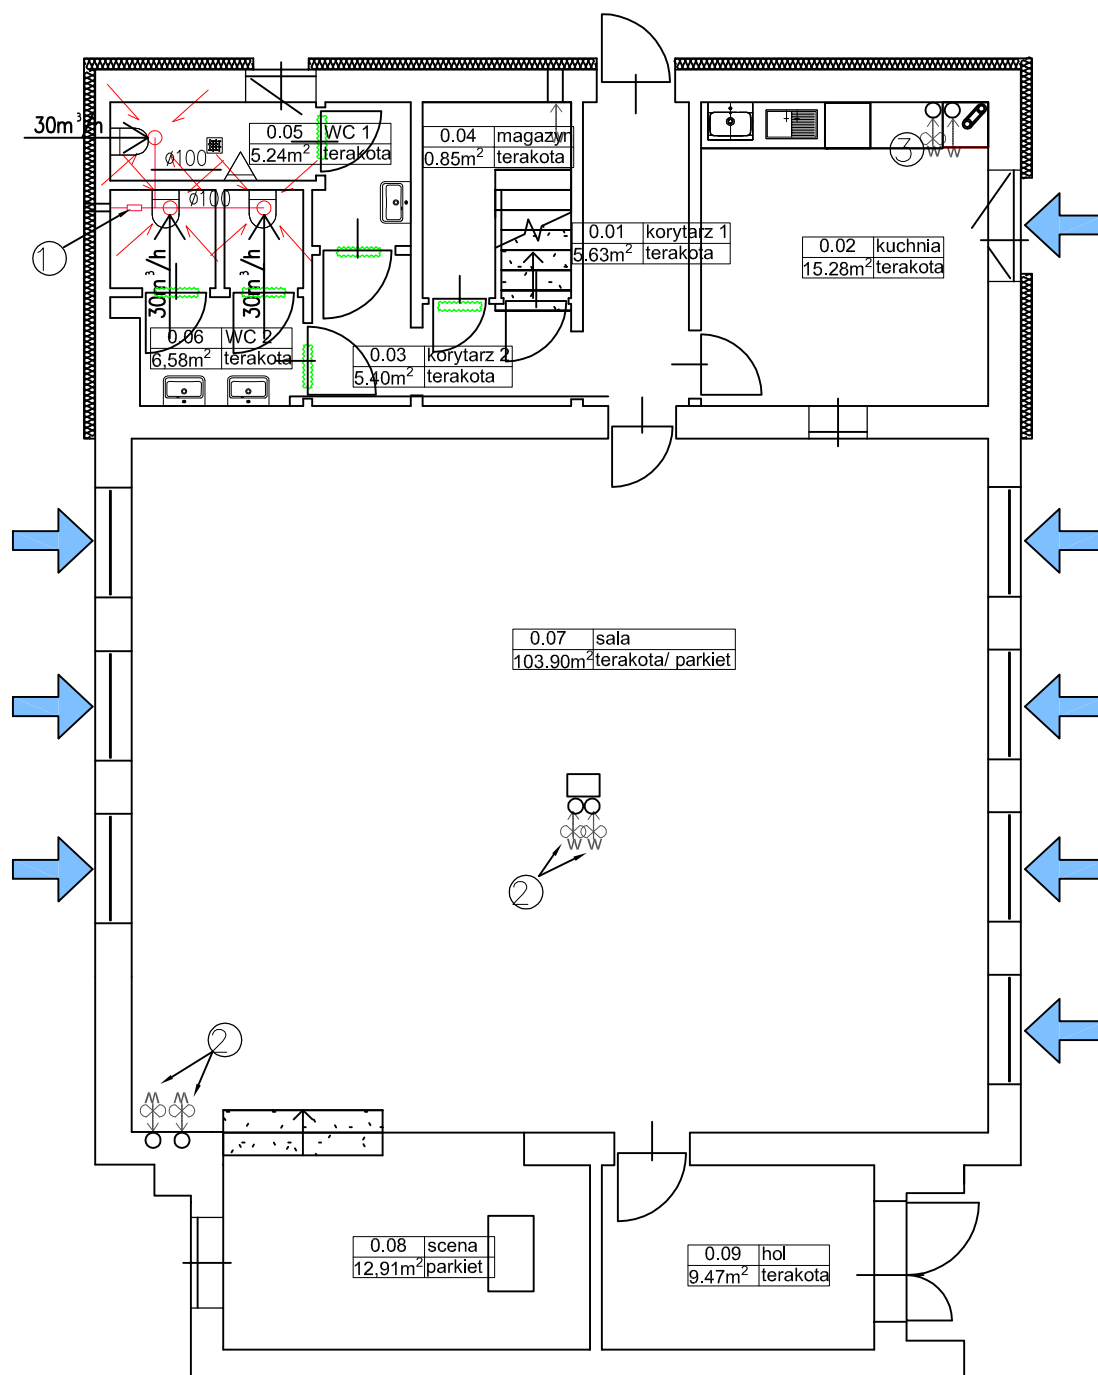 30m³/h
0.05 WC 1
5.24m² terakota
0.04 magazyn
0.85m² terakota
3
ø100
ø100
0.01 korytarz 1
5.63m² terakota
0.02 kuchnia
15.28m² terakota
1
30m³/h
30m³/h
0.06 WC 2
6,58m² terakota
0.03 korytarz 2
5.40m² terakota
0.07 sala
103.90m² terakota/ parkiet
2
2
0.08 scena
12,91m² parkiet
0.09 hol
9.47m² terakota